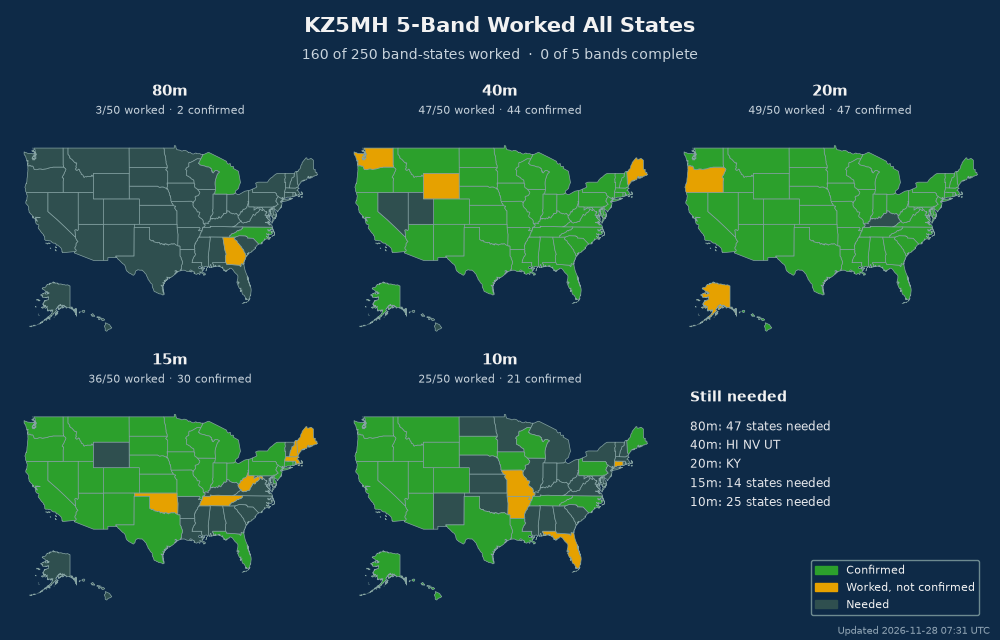 KZ5MH 5-Band Worked All States
160 of 250 band-states worked · 0 of 5 bands complete
80m
3/50 worked · 2 confirmed
40m
47/50 worked · 44 confirmed
20m
49/50 worked · 47 confirmed
15m
36/50 worked · 30 confirmed
10m
25/50 worked · 21 confirmed
Still needed
80m: 47 states needed
40m: HI NV UT
20m: KY
15m: 14 states needed
10m: 25 states needed
Confirmed
Worked, not confirmed
Needed
Updated 2026-11-28 07:31 UTC